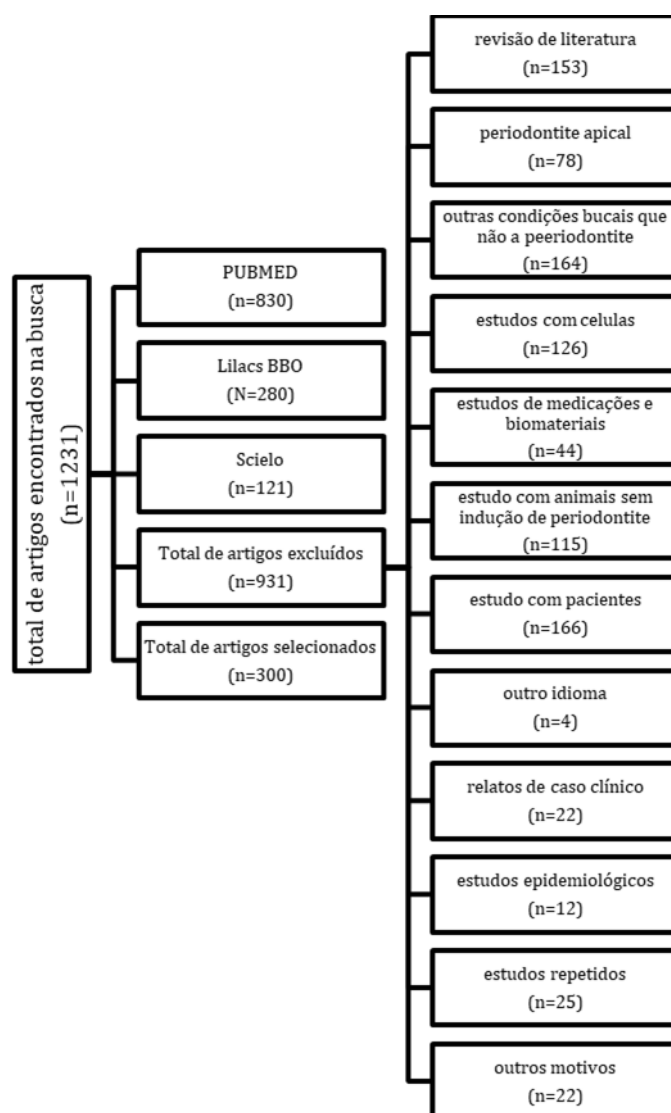 total de artigos encontrados na busca
(n=1231)
PUBMED
(n=830)
Lilacs BBO
(N=280)
Scielo
(n=121)
Total de artigos excluídos
(n=931)
Total de artigos selecionados
(n=300)
revisão de literatura
(n=153)
periodontite apical
(n=78)
outras condições bucais que
não a peeriodontite
(n=164)
estudos com celulas
(n=126)
estudos de medicações e
biomateriais
(n=44)
estudo com animais sem
indução de periodontite
(n=115)
estudo com pacientes
(n=166)
outro idioma
(n=4)
relatos de caso clínico
(n=22)
estudos epidemiológicos
(n=12)
estudos repetidos
(n=25)
outros motivos
(n=22)